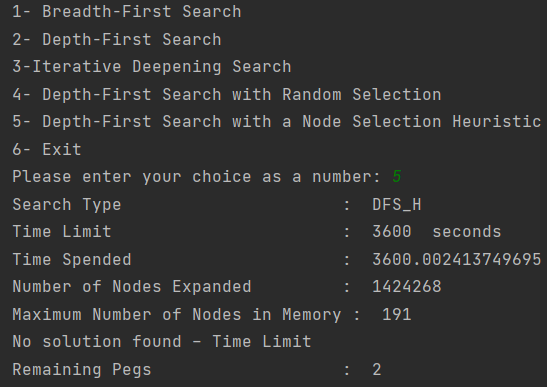 1- Breadth-First Search
2- Depth-First Search
3-Iterative Deepening Search
4- Depth-First Search with Random Selection
5- Depth-First Search with a Node Selection Heuristic
6- Exit
Please enter your choice as a number: 5
Search Type : DFS_H
Time Limit : 3600 seconds
Time Spended : 3600.002413749695
Number of Nodes Expanded : 1424268
Maximum Number of Nodes in Memory : 191
No solution found – Time Limit
Remaining Pegs : 2